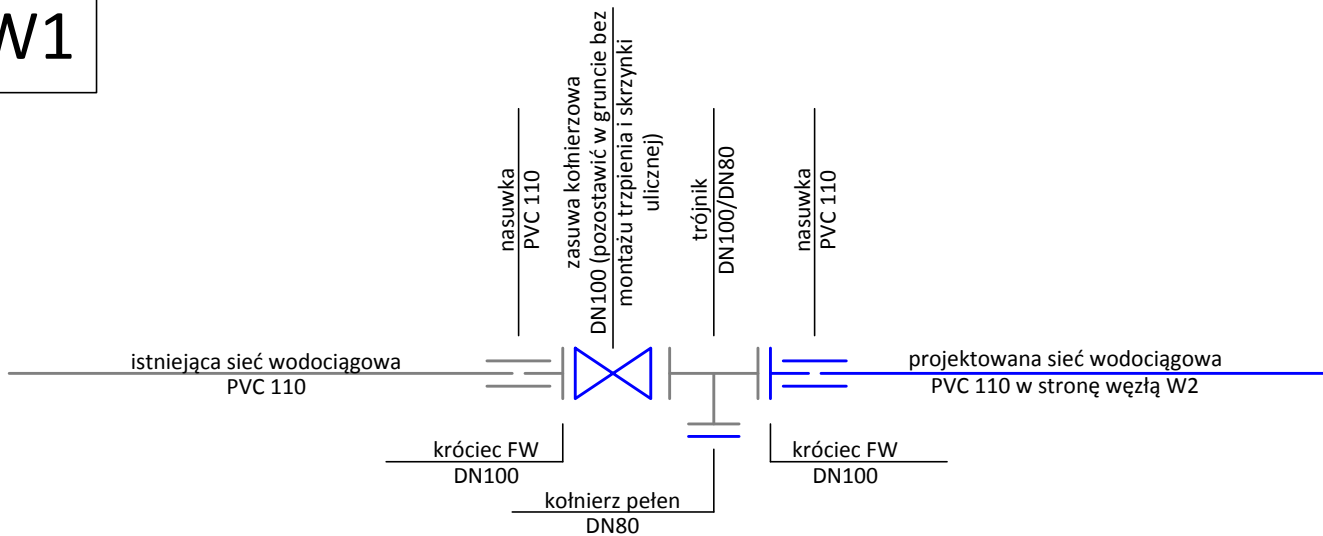 W1
nasuwka
PVC 110
zasuwa kołnierzowa
DN100 (pozostawić w gruncie bez
montażu trzpienia i skrzynki
ulicznej)
trójnik
DN100/DN80
nasuwka
PVC 110
istniejąca sieć wodociągowa
PVC 110
projektowana sieć wodociągowa
PVC 110 w stronę węzłą W2
króciec FW
DN100
kołnierz pełen
DN80
króciec FW
DN100